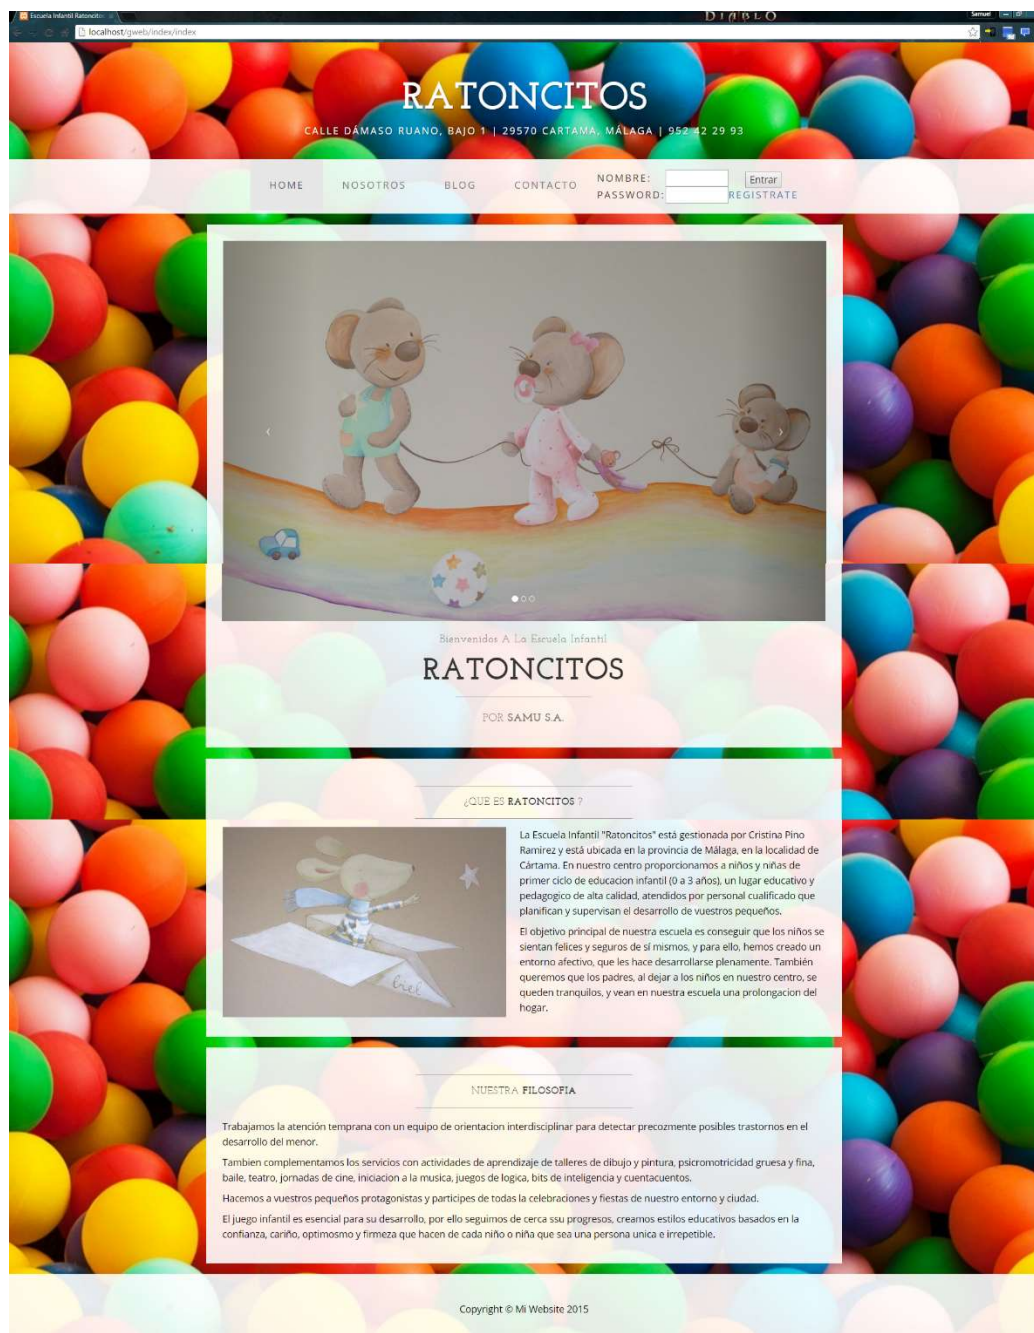 Escuela Infantil Ratoncitos
DIABLO
Samuel
localhost/gweb/index/index
RATONCITOS
CALLE DÁMASO RUANO, BAJO 1 | 29570 CARTAMA, MÁLAGA | 952 42 29 93
HOME NOSOTROS BLOG CONTACTO
NOMBRE: Entrar
PASSWORD: REGISTRATE
Bienvenidos A La Escuela Infantil
RATONCITOS
POR SAMU S.A.
¿QUE ES RATONCITOS ?
biel
La Escuela Infantil "Ratoncitos" está gestionada por Cristina Pino
Ramirez y está ubicada en la provincia de Málaga, en la localidad de
Cártama. En nuestro centro proporcionamos a niños y niñas de
primer ciclo de educacion infantil (0 a 3 años), un lugar educativo y
pedagogico de alta calidad, atendidos por personal cualificado que
planifican y supervisan el desarrollo de vuestros pequeños.
El objetivo principal de nuestra escuela es conseguir que los niños se
sientan felices y seguros de sí mismos, y para ello, hemos creado un
entorno afectivo, que les hace desarrollarse plenamente. También
queremos que los padres, al dejar a los niños en nuestro centro, se
queden tranquilos, y vean en nuestra escuela una prolongacion del
hogar.
NUESTRA FILOSOFIA
Trabajamos la atención temprana con un equipo de orientacion interdisciplinar para detectar precozmente posibles trastornos en el
desarrollo del menor.
Tambien complementamos los servicios con actividades de aprendizaje de talleres de dibujo y pintura, psicromotricidad gruesa y fina,
baile, teatro, jornadas de cine, iniciacion a la musica, juegos de logica, bits de inteligencia y cuentacuentos.
Hacemos a vuestros pequeños protagonistas y participes de todas la celebraciones y fiestas de nuestro entorno y ciudad.
El juego infantil es esencial para su desarrollo, por ello seguimos de cerca ssu progresos, creamos estilos educativos basados en la
confianza, cariño, optimosmo y firmeza que hacen de cada niño o niña que sea una persona unica e irrepetible.
Copyright © Mi Website 2015